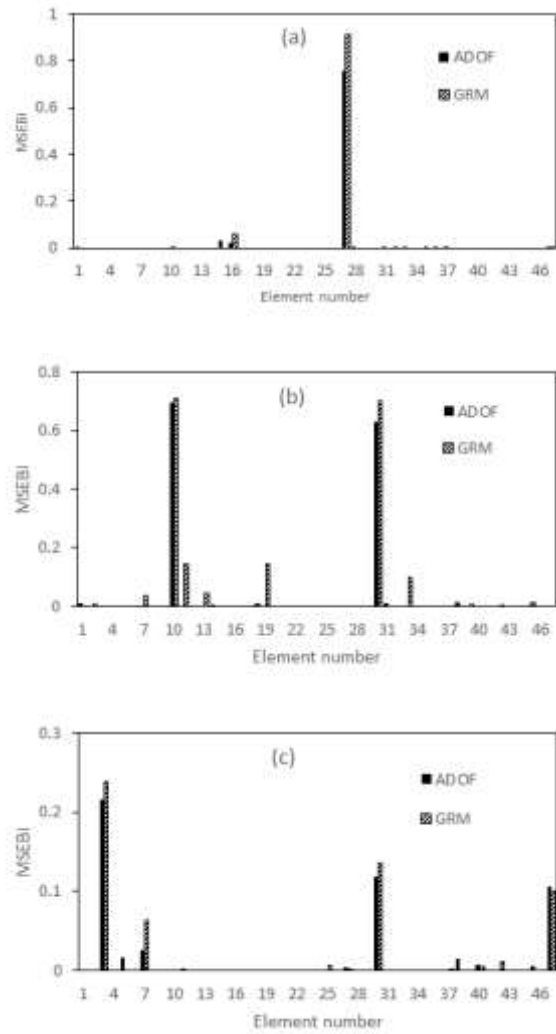 1
(a)
ADOF
0.8
GRM
0.6
MSEBI
0.4
0.2
0
1 4 7 10 13 16 19 22 25 28 31 34 37 40 43 46
Element number
0.8
(b)
ADOF
0.6
GRM
MSEBI
0.4
0.2
0
1 4 7 10 13 16 19 22 25 28 31 34 37 40 43 46
Element number
0.3
(c)
ADOF
0.2
GRM
MSEBI
0.1
0
1 4 7 10 13 16 19 22 25 28 31 34 37 40 43 46
Element number